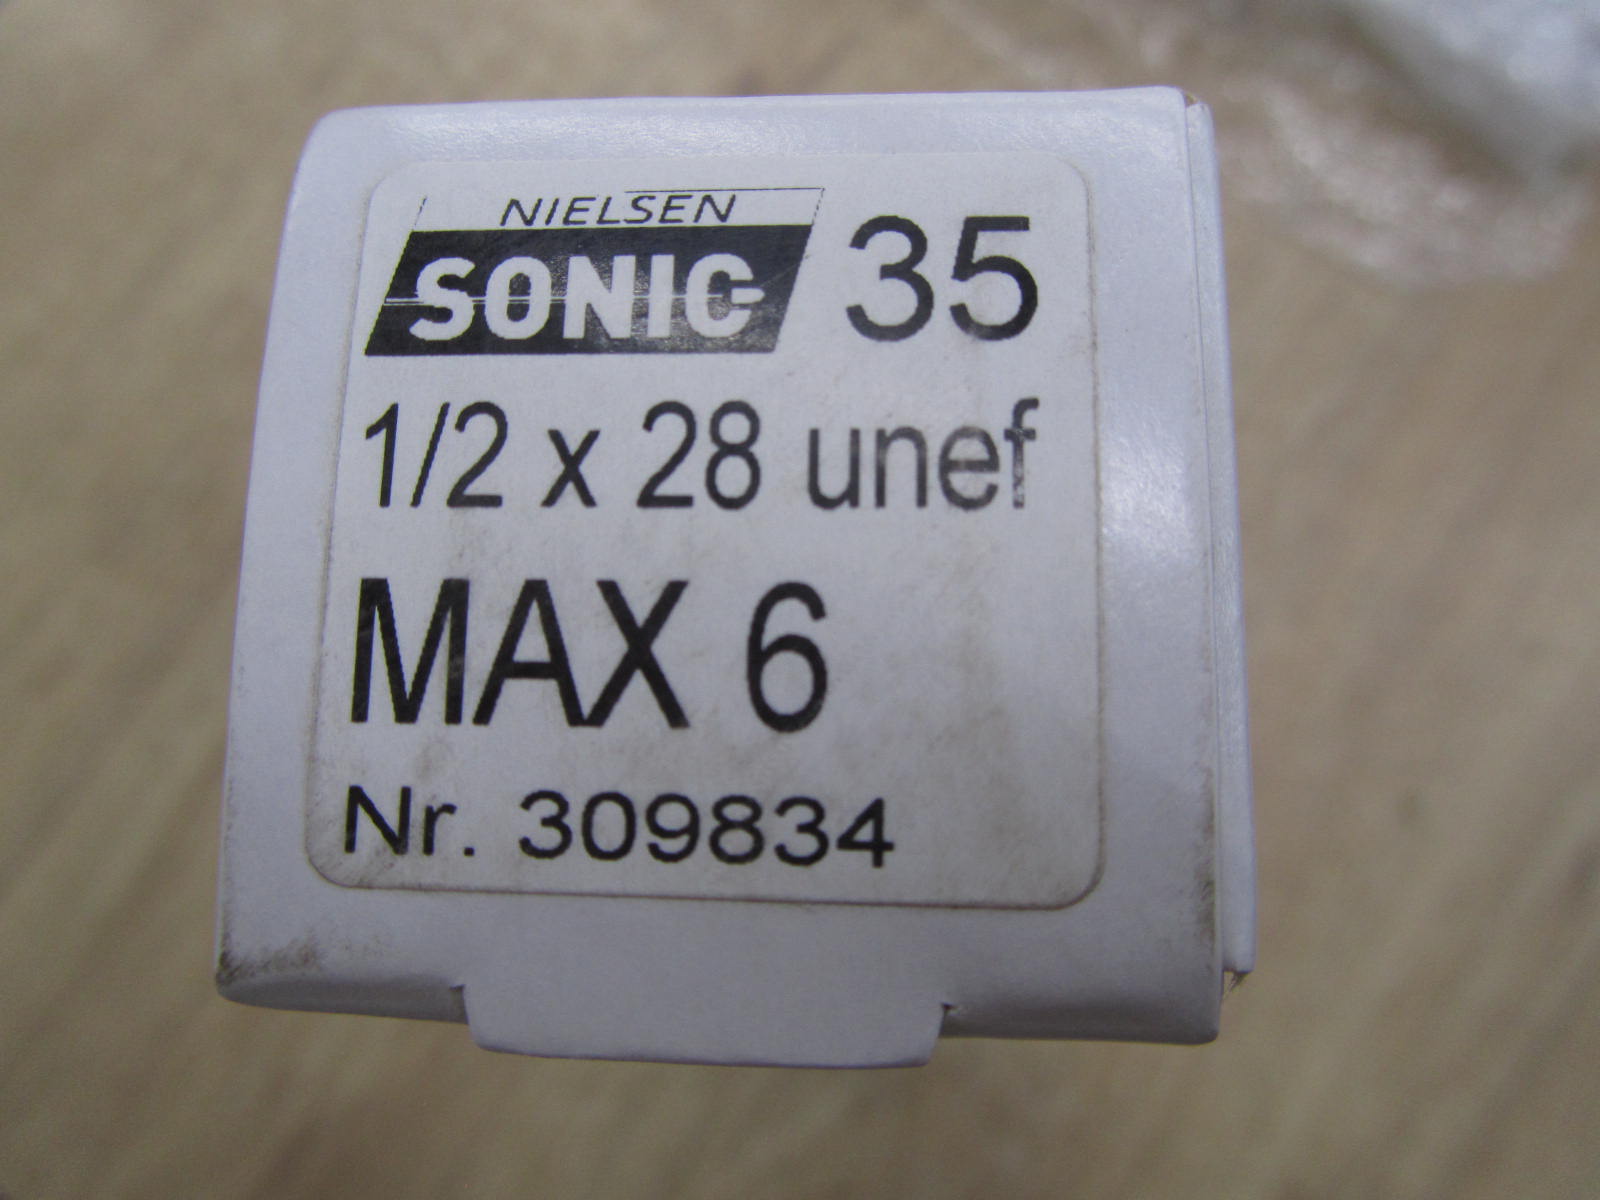 NIELSEN
SONIC 35
1/2 x 28 unef
MAX 6
Nr. 309834